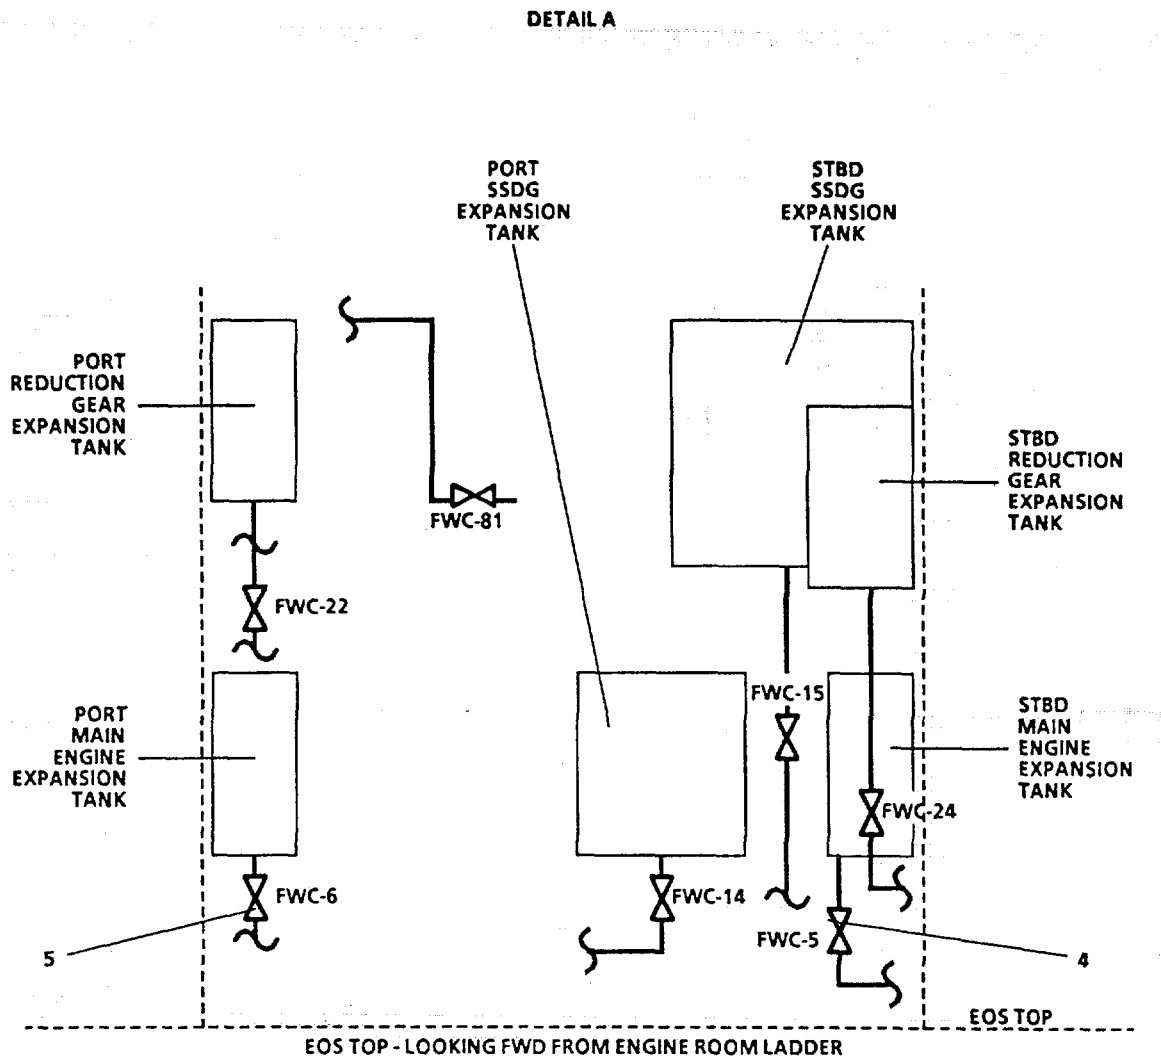 DETAIL A
PORT
SSDG
EXPANSION
TANK
STBD
SSDG
EXPANSION
TANK
PORT
REDUCTION
GEAR
EXPANSION
TANK
FWC-81
STBD
REDUCTION
GEAR
EXPANSION
TANK
FWC-22
PORT
MAIN
ENGINE
EXPANSION
TANK
FWC-15
STBD
MAIN
ENGINE
EXPANSION
TANK
FWC-24
FWC-6
FWC-14
FWC-5
5
4
EOS TOP
EOS TOP - LOOKING FWD FROM ENGINE ROOM LADDER